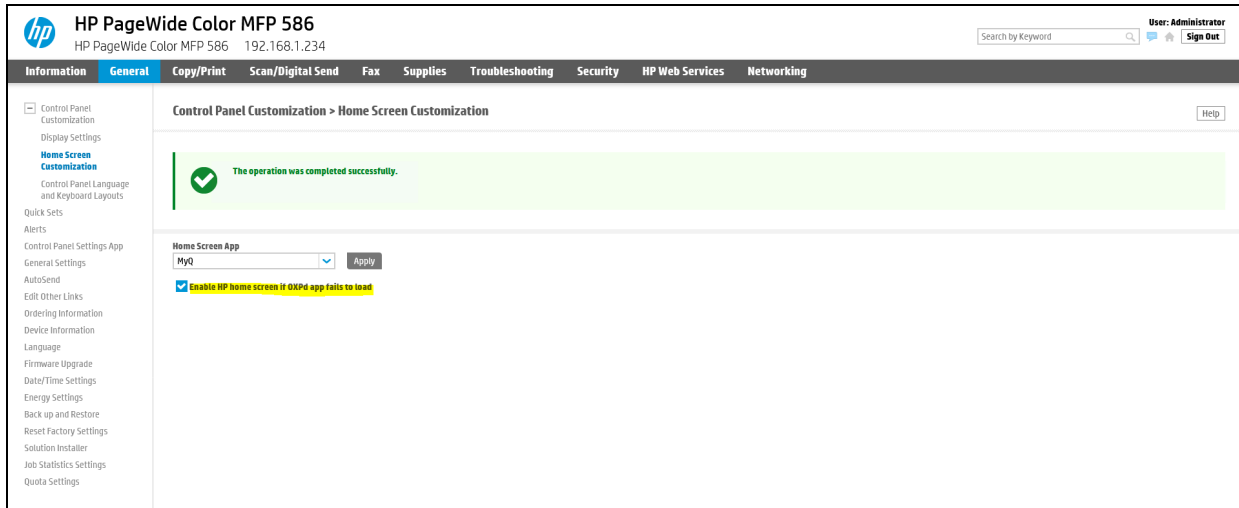 hp
HP PageWide Color MFP 586
HP PageWide Color MFP 586 192.168.1.234
User: Administrator
Search by Keyword
Sign Out
Information General Copy/Print Scan/Digital Send Fax Supplies Troubleshooting Security HP Web Services Networking
Control Panel
Customization
Display Settings
Home Screen
Customization
Control Panel Language
and Keyboard Layouts
Quick Sets
Alerts
Control Panel Settings App
General Settings
AutoSend
Edit Other Links
Ordering Information
Device Information
Language
Firmware Upgrade
Date/Time Settings
Energy Settings
Back up and Restore
Reset Factory Settings
Solution Installer
Job Statistics Settings
Quota Settings
Control Panel Customization > Home Screen Customization
Help
The operation was completed successfully.
Home Screen App
MyQ
Apply
Enable HP home screen if OXPd app fails to load